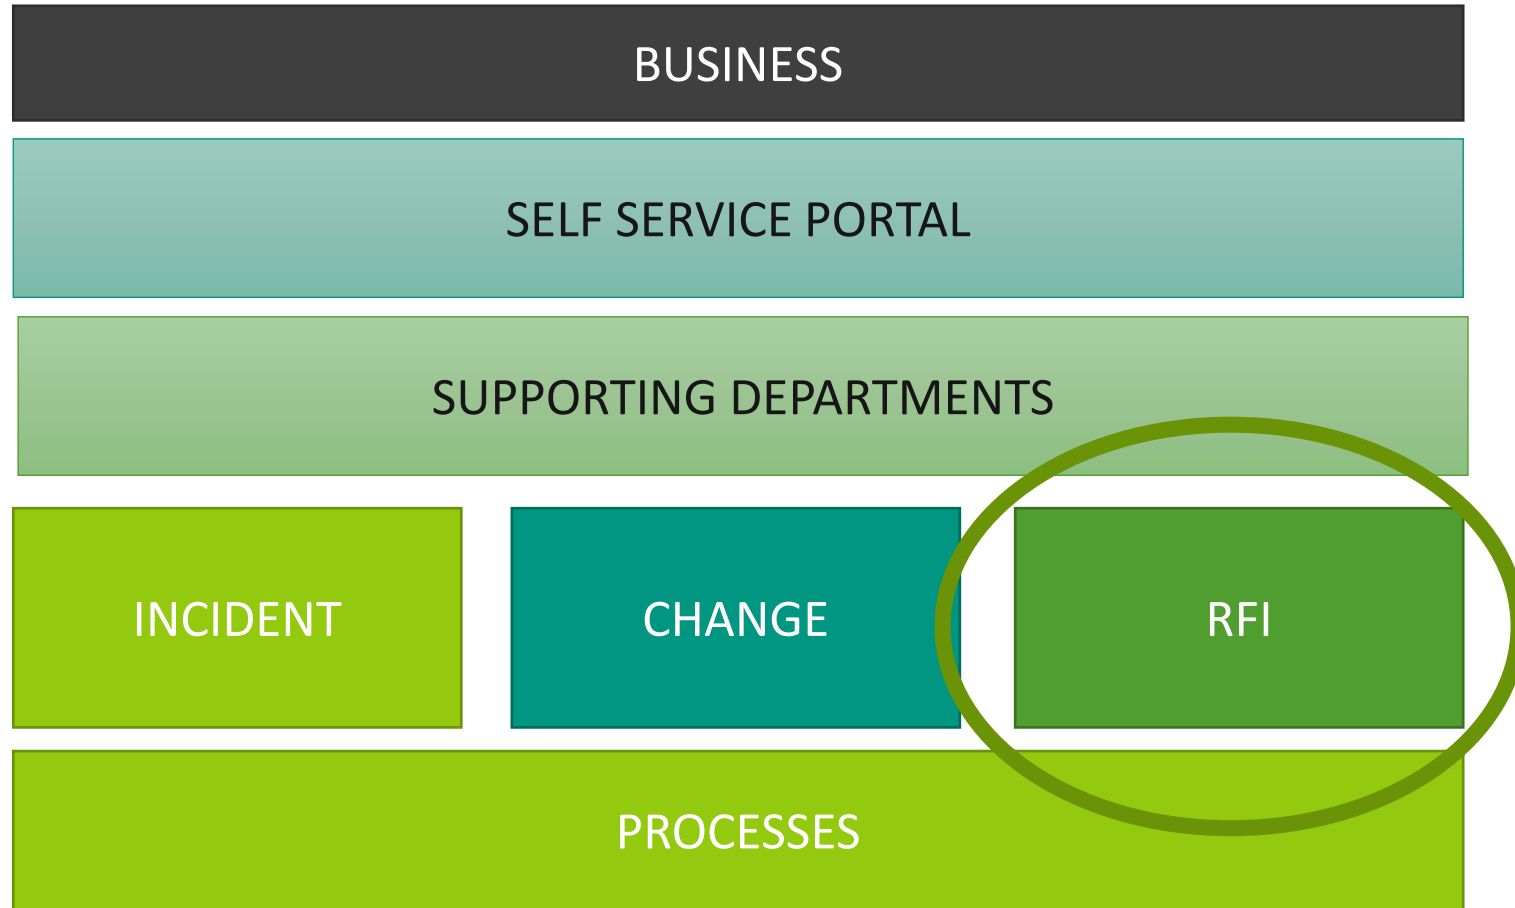 BUSINESS
SELF SERVICE PORTAL
SUPPORTING DEPARTMENTS
INCIDENT
CHANGE
RFI
PROCESSES